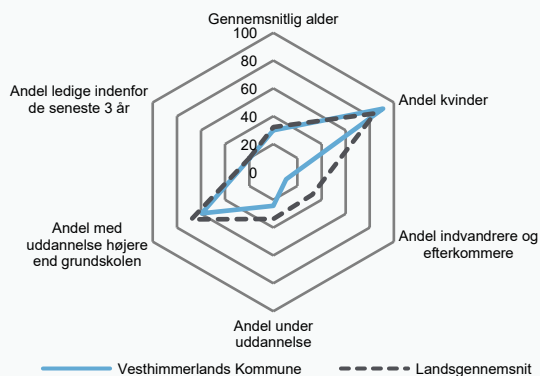 Gennemsnitlig alder
100
80
60
40
20
0
Andel kvinder
Andel indvandrere og
efterkommere
Andel under
uddannelse
Andel med
uddannelse højere
end grundskolen
Andel ledige indenfor
de seneste 3 år
Vesthimmerlands Kommune
Landsgennemsnit